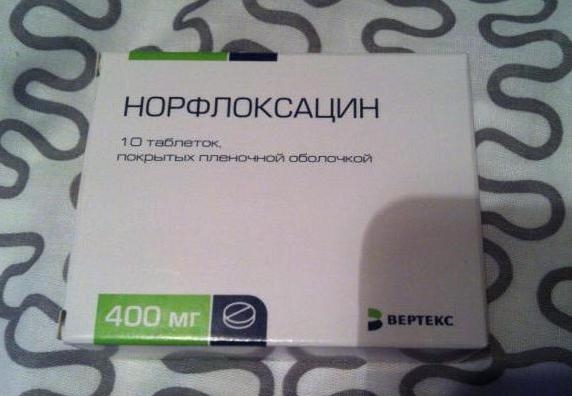 НОРФЛОКСАЦИН
10 таблеток,
покрытых пленочной оболочкой
400 мг
ВЕРТЕКС